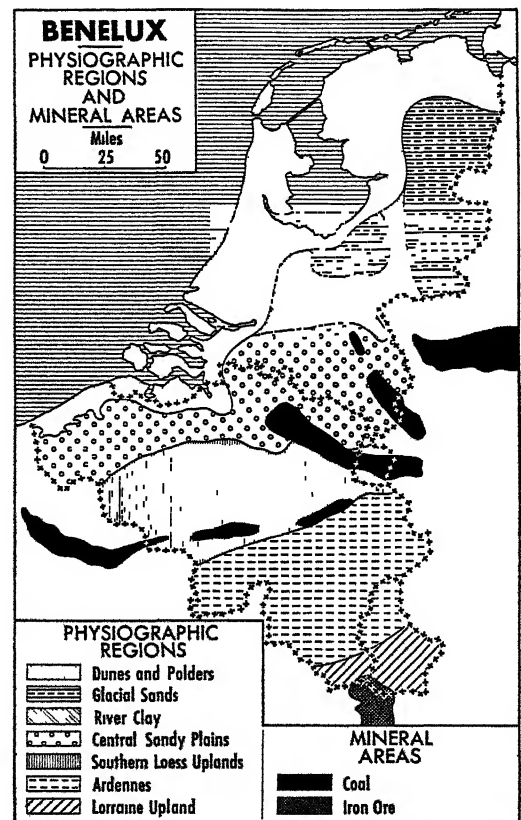 BENELUX
PHYSIOGRAPHIC
REGIONS
AND
MINERAL AREAS
Miles
0 25 50
PHYSIOGRAPHIC
REGIONS
Dunes and Polders
Glacial Sands
River Clay
Central Sandy Plains
Southern Loess Uplands
Ardennes
Lorraine Upland
MINERAL
AREAS
Coal
Iron Ore